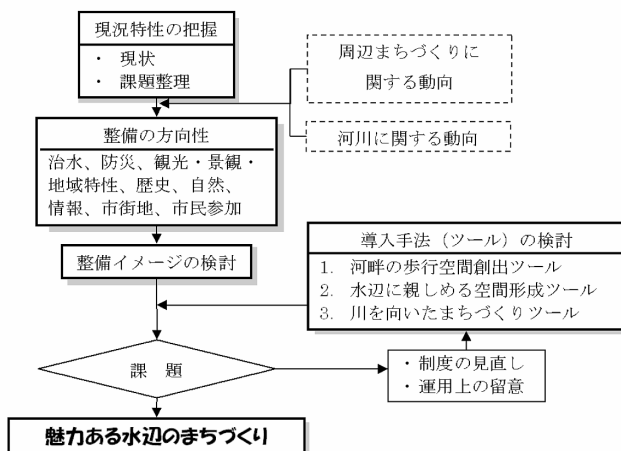 現況特性の把握
・ 現状
・ 課題整理
周辺まちづくりに
関する動向
河川に関する動向
整備の方向性
治水、防災、観光・景観・
地域特性、歴史、自然、
情報、市街地、市民参加
整備イメージの検討
導入手法（ツール）の検討
1. 河畔の歩行空間創出ツール
2. 水辺に親しめる空間形成ツール
3. 川を向いたまちづくりツール
課 題
・制度の見直し
・運用上の留意
魅力ある水辺のまちづくり